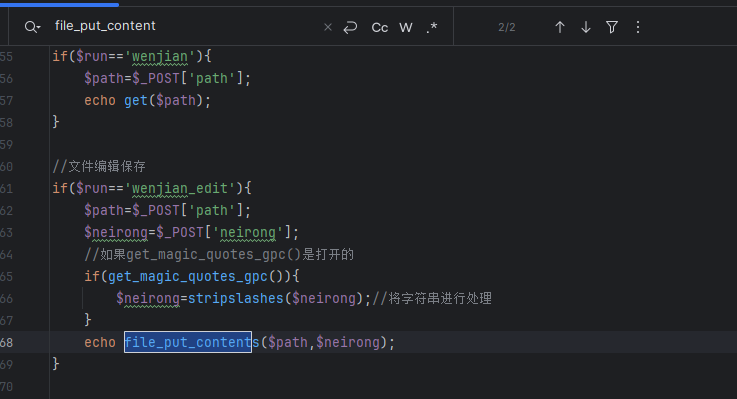 file_put_content
Cc W .* 2/2
55 if($run=='wenjian'){
56 $path=$_POST['path'];
57 echo get($path);
58 }
59
60 //文件编辑保存
61 if($run=='wenjian_edit'){
62 $path=$_POST['path'];
63 $neirong=$_POST['neirong'];
64 //如果get_magic_quotes_gpc()是打开的
65 if(get_magic_quotes_gpc()){
66 $neirong=stripslashes($neirong);//将字符串进行处理
67 }
68 echo file_put_contents($path,$neirong);
69 }
70